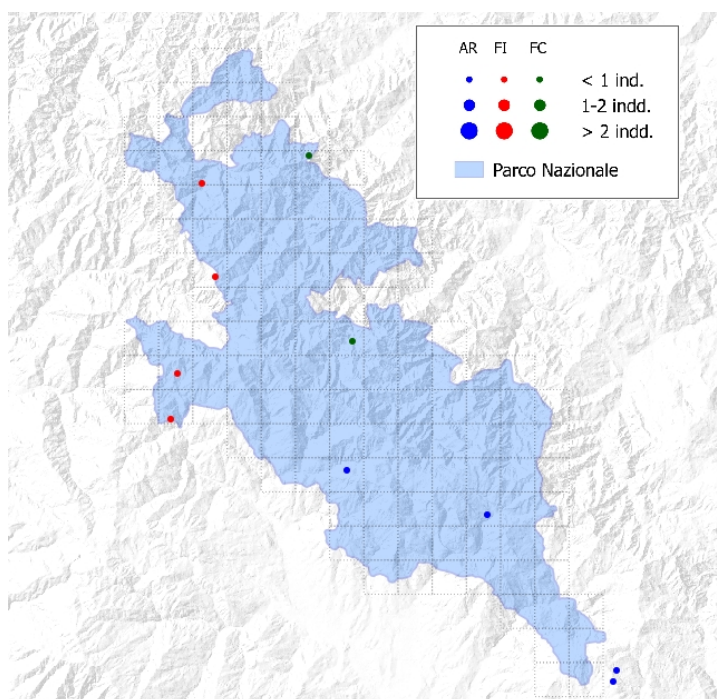 AR FI FC
< 1 ind.
1-2 indd.
> 2 indd.
Parco Nazionale